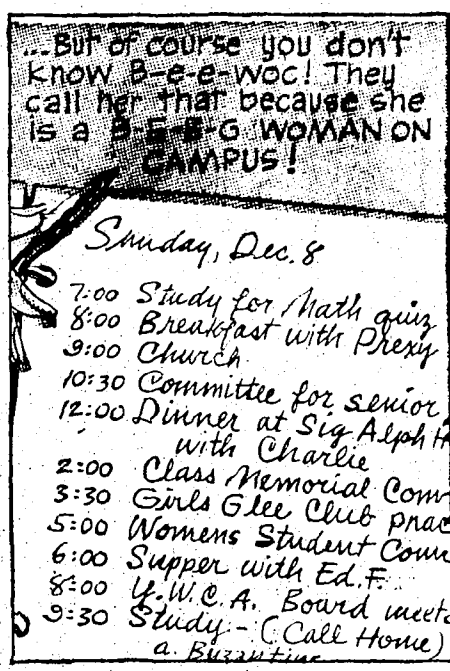 ...But of course you don't
know B-e-e-woc! They
call her that because she
is a B-E-E-G WOMAN ON
CAMPUS!
Sunday, Dec. 8
7:00 Study for Math quiz
8:00 Breakfast with Prexy
9:00 Church
10:30 Committee for senior
12:00 Dinner at Sig Alph H
with Charlie
2:00 Class Memorial Com
3:30 Girls Glee Club prac
5:00 Womens Student Coun
6:00 Supper with Ed. F.
8:00 Y.W.C.A. Board meets
9:30 Study - (Call Home)
a. Byzantine